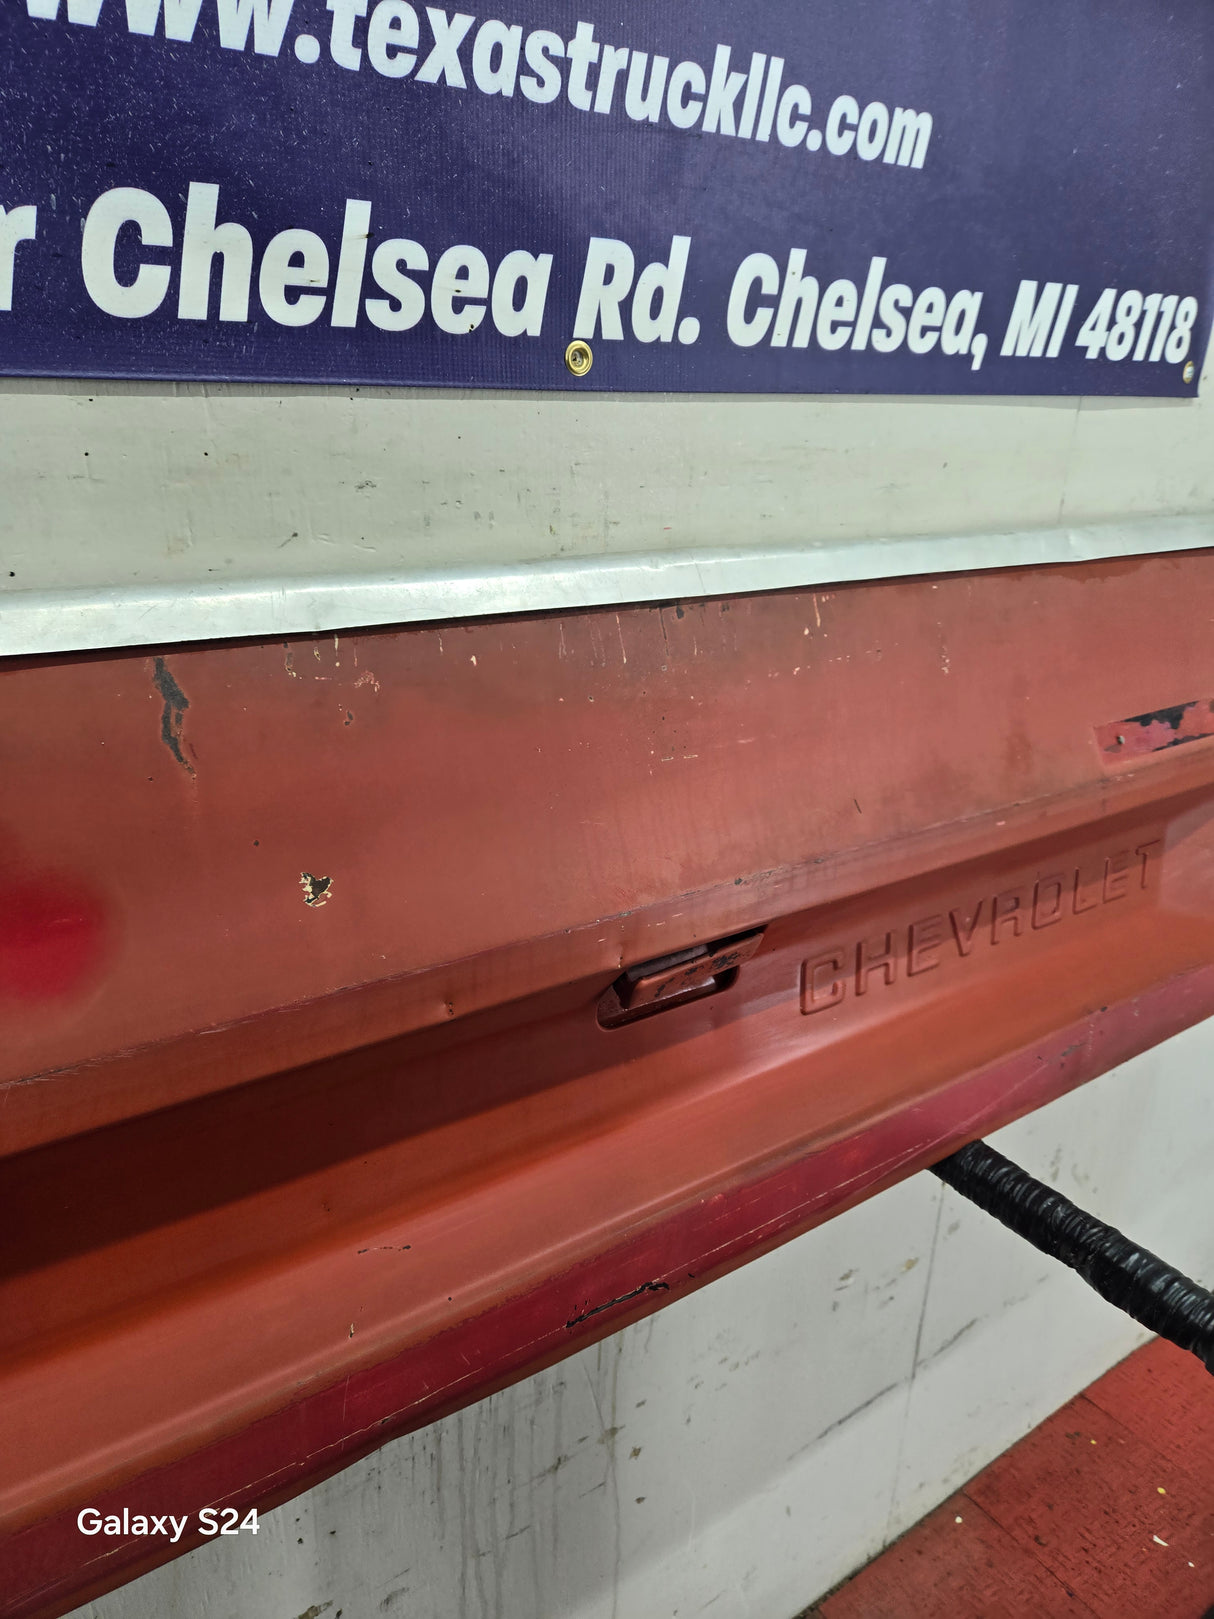 www.texastruckllc.com
r Chelsea Rd. Chelsea, MI 48118
CHEVROLET
Galaxy S24